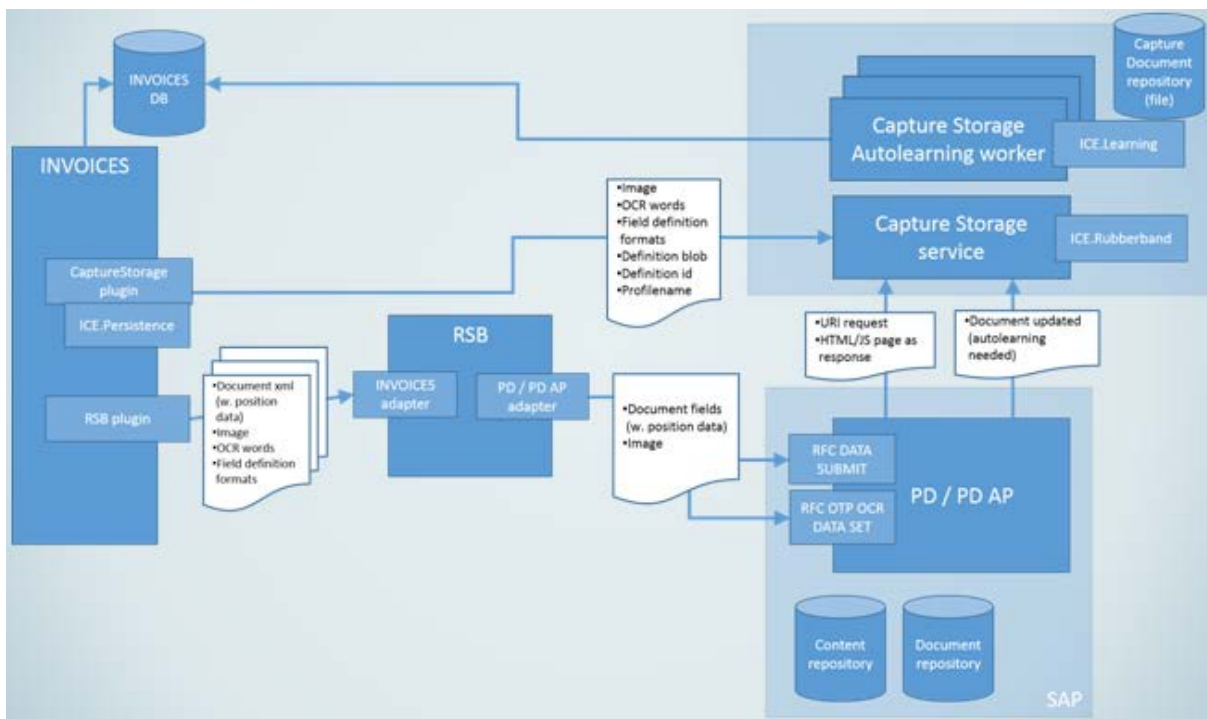 INVOICES
DB
Capture
Document
repository
(file)
Capture Storage
Autolearning worker
ICE.Learning
INVOICES
•Image
•OCR words
•Field definition
formats
•Definition blob
•Definition id
•Profilename
Capture Storage
service
ICE.Rubberband
CaptureStorage
plugin
ICE.Persistence
RSB
•URI request
•HTML/JS page as
response
•Document updated
(autolearning
needed)
RSB plugin
•Document xml
(w. position
data)
•Image
•OCR words
•Field definition
formats
INVOICES
adapter
PD / PD AP
adapter
•Document fields
(w. position data)
•Image
RFC DATA
SUBMIT
RFC OTP OCR
DATA SET
PD / PD AP
Content
repository
Document
repository
SAP